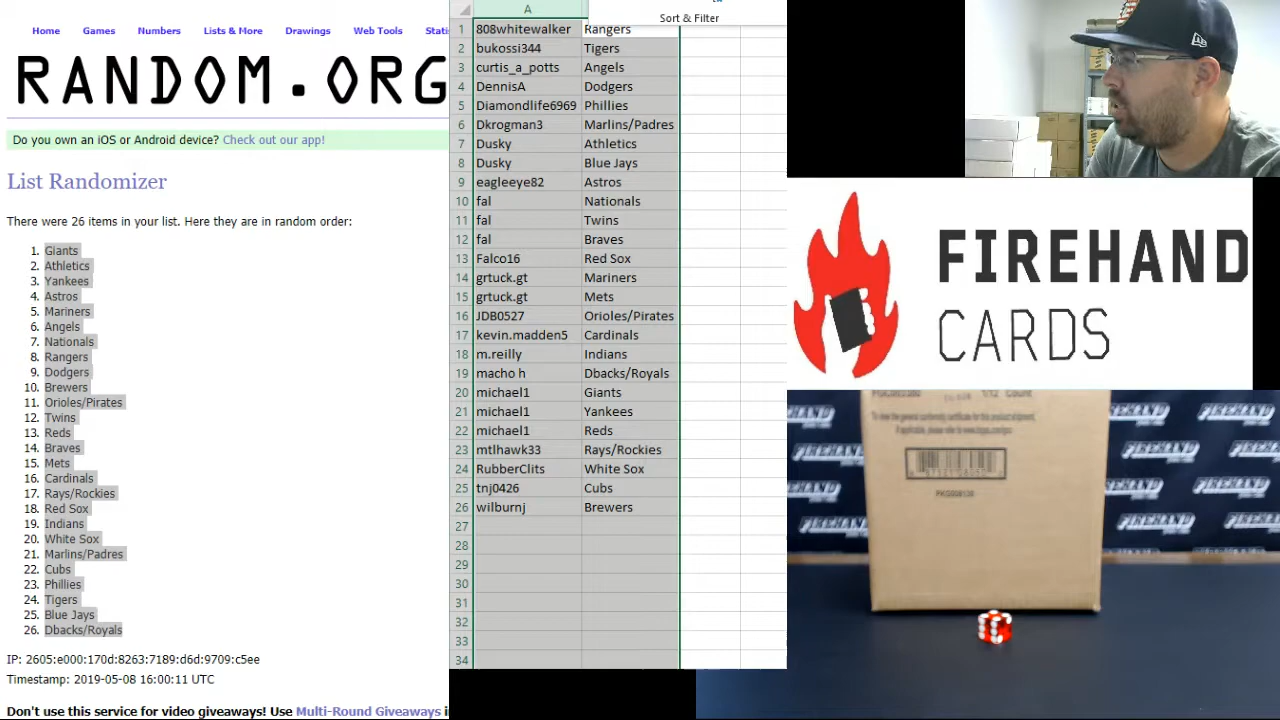 Home Games Numbers Lists & More Drawings Web Tools Stati
RANDOM.ORG
Do you own an iOS or Android device? Check out our app!
List Randomizer
There were 26 items in your list. Here they are in random order:
1. Giants
2. Athletics
3. Yankees
4. Astros
5. Mariners
6. Angels
7. Nationals
8. Rangers
9. Dodgers
10. Brewers
11. Orioles/Pirates
12. Twins
13. Reds
14. Braves
15. Mets
16. Cardinals
17. Rays/Rockies
18. Red Sox
19. Indians
20. White Sox
21. Marlins/Padres
22. Cubs
23. Phillies
24. Tigers
25. Blue Jays
26. Dbacks/Royals
IP: 2605:e000:170d:8263:7189:d6d:9709:c5ee
Timestamp: 2019-05-08 16:00:11 UTC
Don't use this service for video giveaways! Use Multi-Round Giveaways i
A
Sort & Filter
1 808whitewalker Rangers
2 bukossi344 Tigers
3 curtis_a_potts Angels
4 DennisA Dodgers
5 Diamondlife6969 Phillies
6 Dkrogman3 Marlins/Padres
7 Dusky Athletics
8 Dusky Blue Jays
9 eagleeye82 Astros
10 fal Nationals
11 fal Twins
12 fal Braves
13 Falco16 Red Sox
14 grtuck.gt Mariners
15 grtuck.gt Mets
16 JDB0527 Orioles/Pirates
17 kevin.madden5 Cardinals
18 m.reilly Indians
19 macho h Dbacks/Royals
20 michael1 Giants
21 michael1 Yankees
22 michael1 Reds
23 mtlhawk33 Rays/Rockies
24 RubberClits White Sox
25 tnj0426 Cubs
26 wilburnj Brewers
27
28
29
30
31
32
33
34
FIREHAND
CARDS
FIREHAND
FIREHAND
FIREHAND
FIREHAND